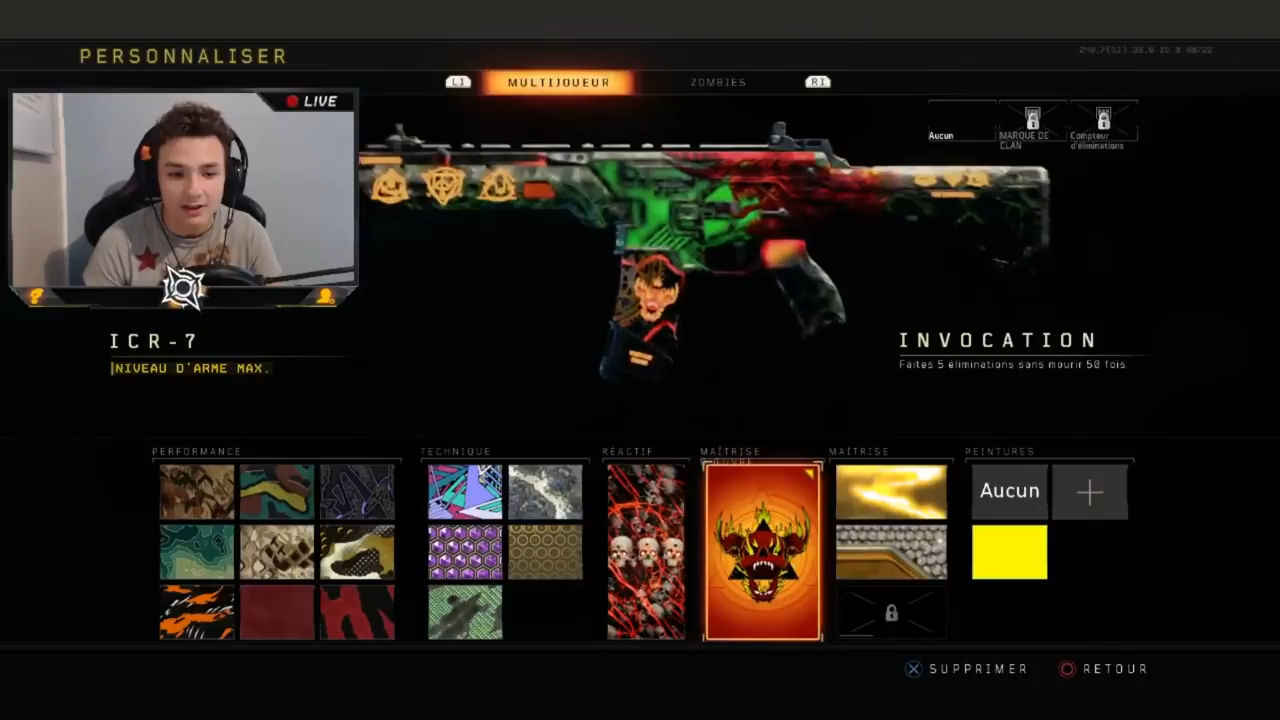 PERSONNALISER
L1
MULTIJOUEUR
ZOMBIES
R1
LIVE
Aucun
MARQUE DE CLAN
Compteur d'éliminations
ICR-7
NIVEAU D'ARME MAX.
INVOCATION
Faites 5 éliminations sans mourir 50 fois.
PERFORMANCE
TECHNIQUE
RÉACTIF
MAÎTRISE
MAÎTRISE
PEINTURES
Aucun
SUPPRIMER
RETOUR